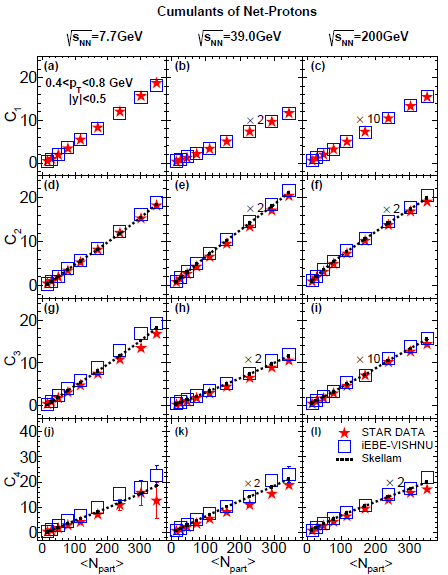 Cumulants of Net-Protons
√sNN=7.7GeV √sNN=39.0GeV √sNN=200GeV
(a) (b) (c)
0.4<pT<0.8 GeV
|y|<0.5
× 2 × 10
C1
20
10
0
(d) (e) (f)
× 2 × 2
C2
20
10
0
(g) (h) (i)
× 2 × 10
C3
20
10
0
(j) (k) (l)
× 2 × 2
C4
40
30
20
10
0
STAR DATA
iEBE-VISHNU
Skellam
0 100 200 300 0 100 200 300 0 100 200 300
<Npart> <Npart> <Npart>